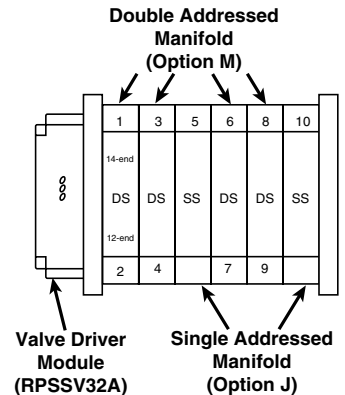 Double Addressed
Manifold
(Option M)
1 3 5 6 8 10
14-end
DS DS SS DS DS SS
12-end
2 4 7 9
Valve Driver
Module
(RPSSV32A)
Single Addressed
Manifold
(Option J)